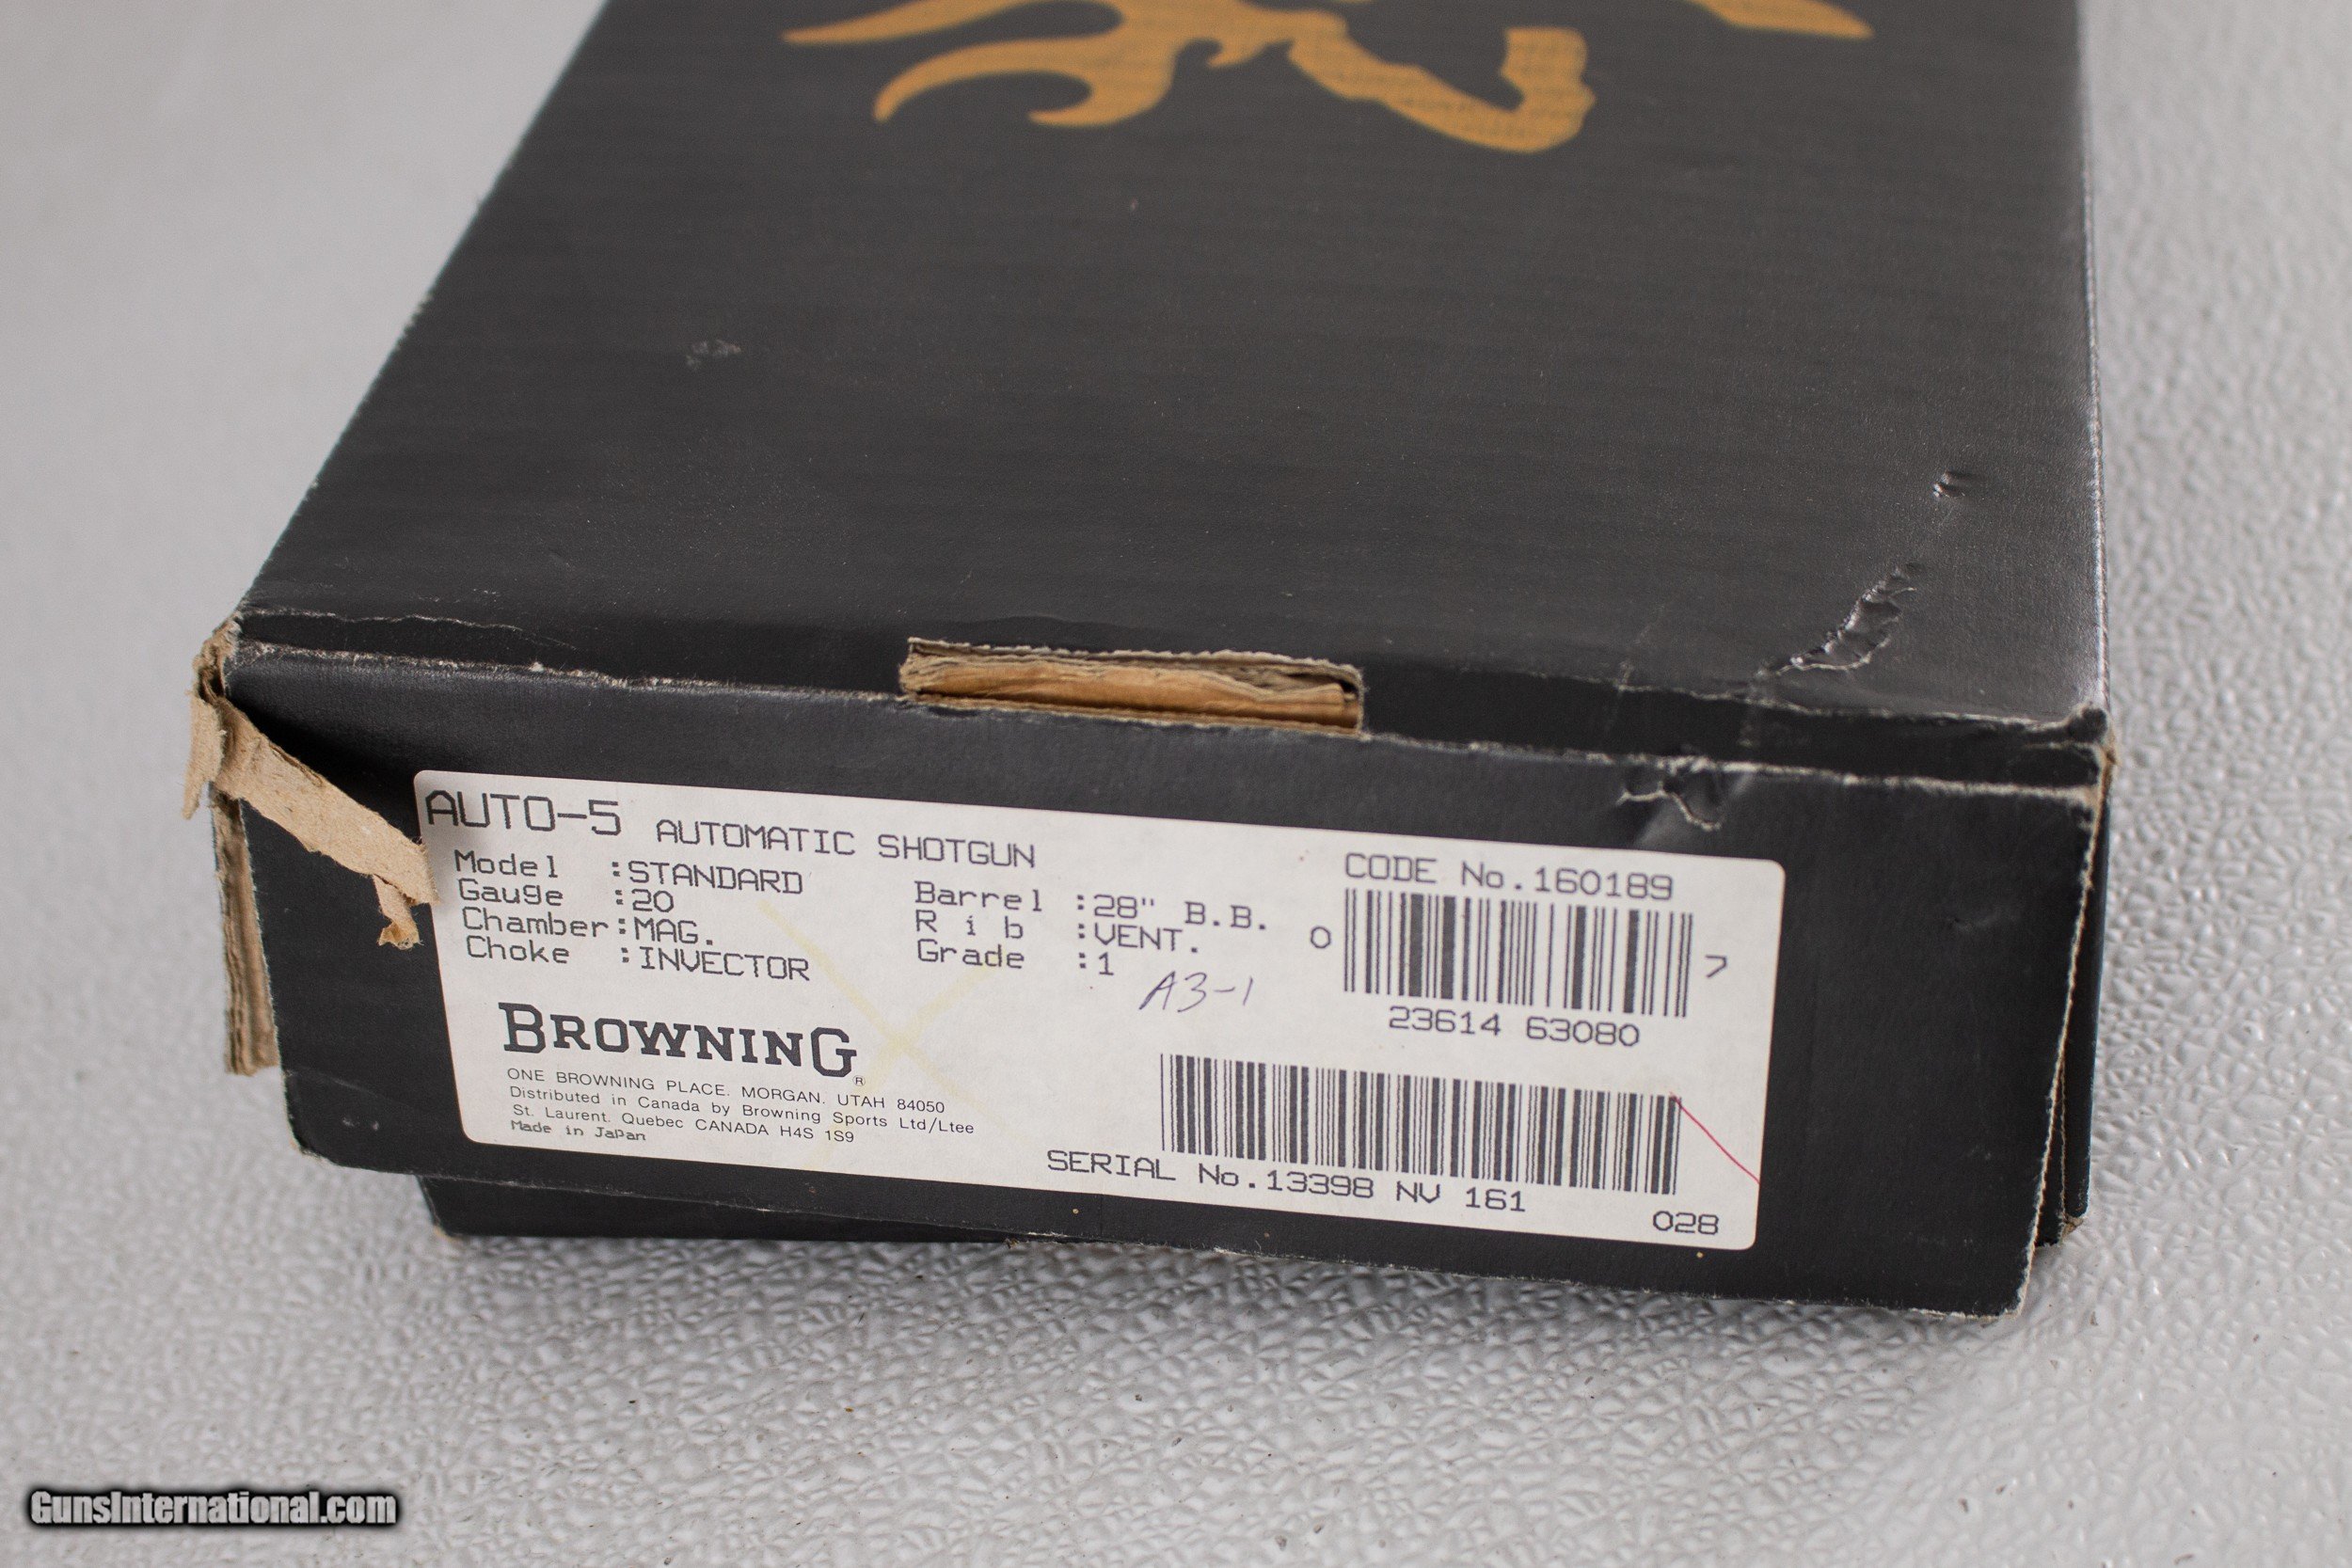 AUTO-5 AUTOMATIC SHOTGUN
Model :STANDARD
Gauge :20
Chamber:MAG.
Choke :INVECTOR
Barrel :28" B.B.
Rib :VENT.
Grade :1
A3-1
CODE No.160189
0 7
23614 63080
BROWNING®
ONE BROWNING PLACE. MORGAN, UTAH 84050
Distributed in Canada by Browning Sports Ltd/Ltee
St. Laurent. Quebec CANADA H4S 1S9
Made in Japan
SERIAL No.13398 NV 161
028
GunsInternational.com